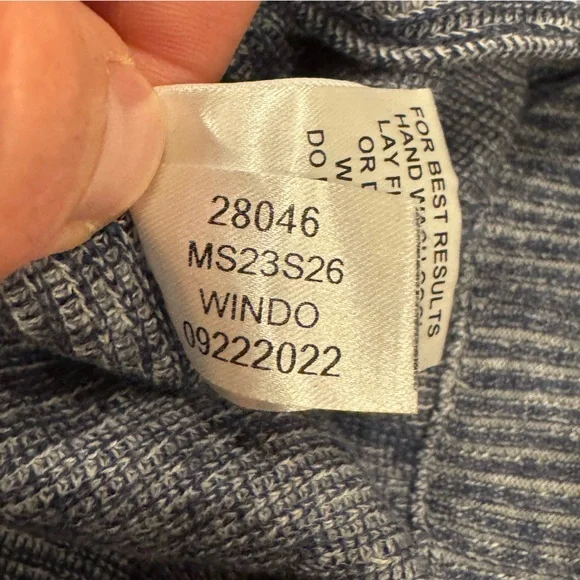 28046
MS23S26
WINDO
09222022
FOR BEST RESULTS
HAND WASH
LAY
OR
DO